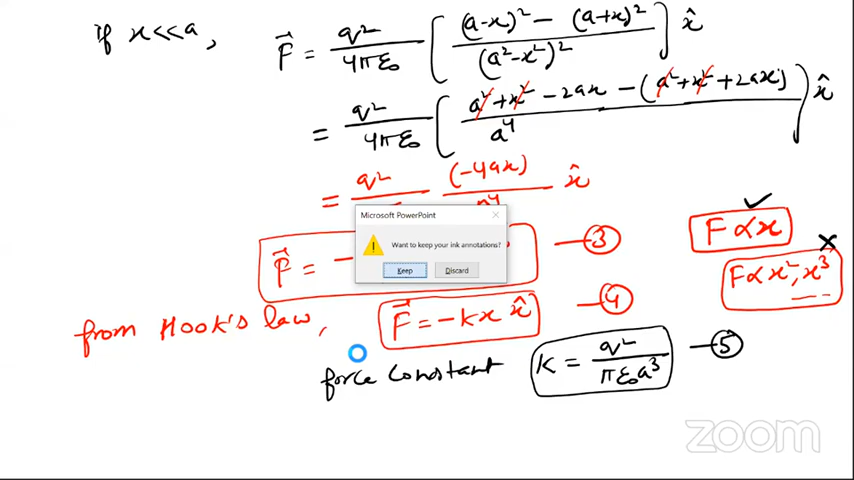 if x<<a, F⃗ = q²/4πε₀ [ (a-x)² - (a+x)² / (a²-x²)² ] x̂
= q²/4πε₀ [ a²+x²-2ax - (a²+x²+2ax) / a⁴ ] x̂
= q² (-4ax) x̂
Microsoft PowerPoint
Want to keep your ink annotations?
Keep Discard
F⃗ = - — ③
F∝x ✓
F∝x², x³ -- ×
from Hook's law, F⃗ = -kx x̂ — ④
force constant K = q²/πε₀a³ — ⑤
zoom